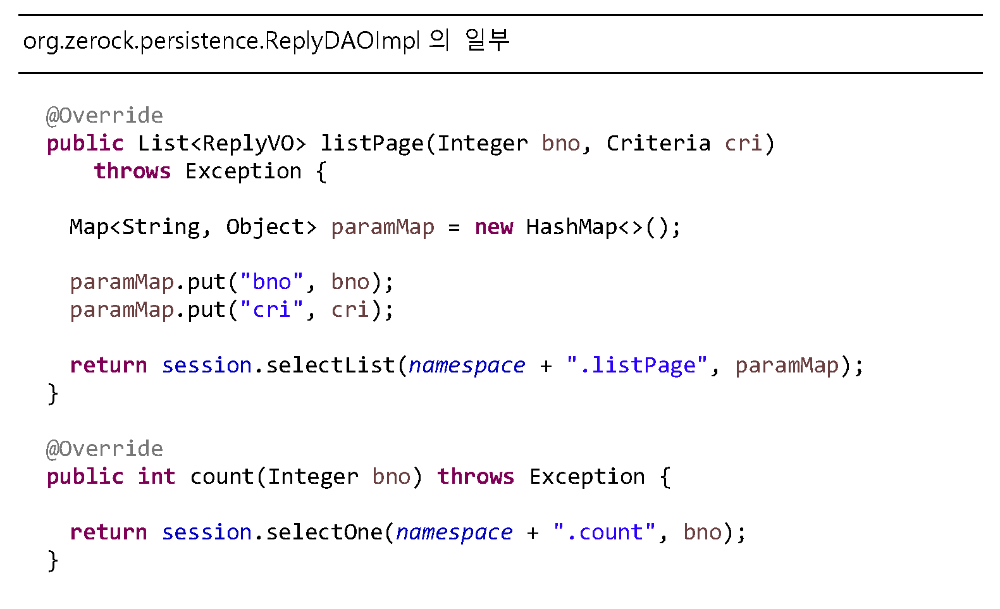 org.zerock.persistence.ReplyDAOImpl 의 일부
@Override
public List<ReplyVO> listPage(Integer bno, Criteria cri)
throws Exception {
Map<String, Object> paramMap = new HashMap<>();
paramMap.put("bno", bno);
paramMap.put("cri", cri);
return session.selectList(namespace + ".listPage", paramMap);
}
@Override
public int count(Integer bno) throws Exception {
return session.selectOne(namespace + ".count", bno);
}